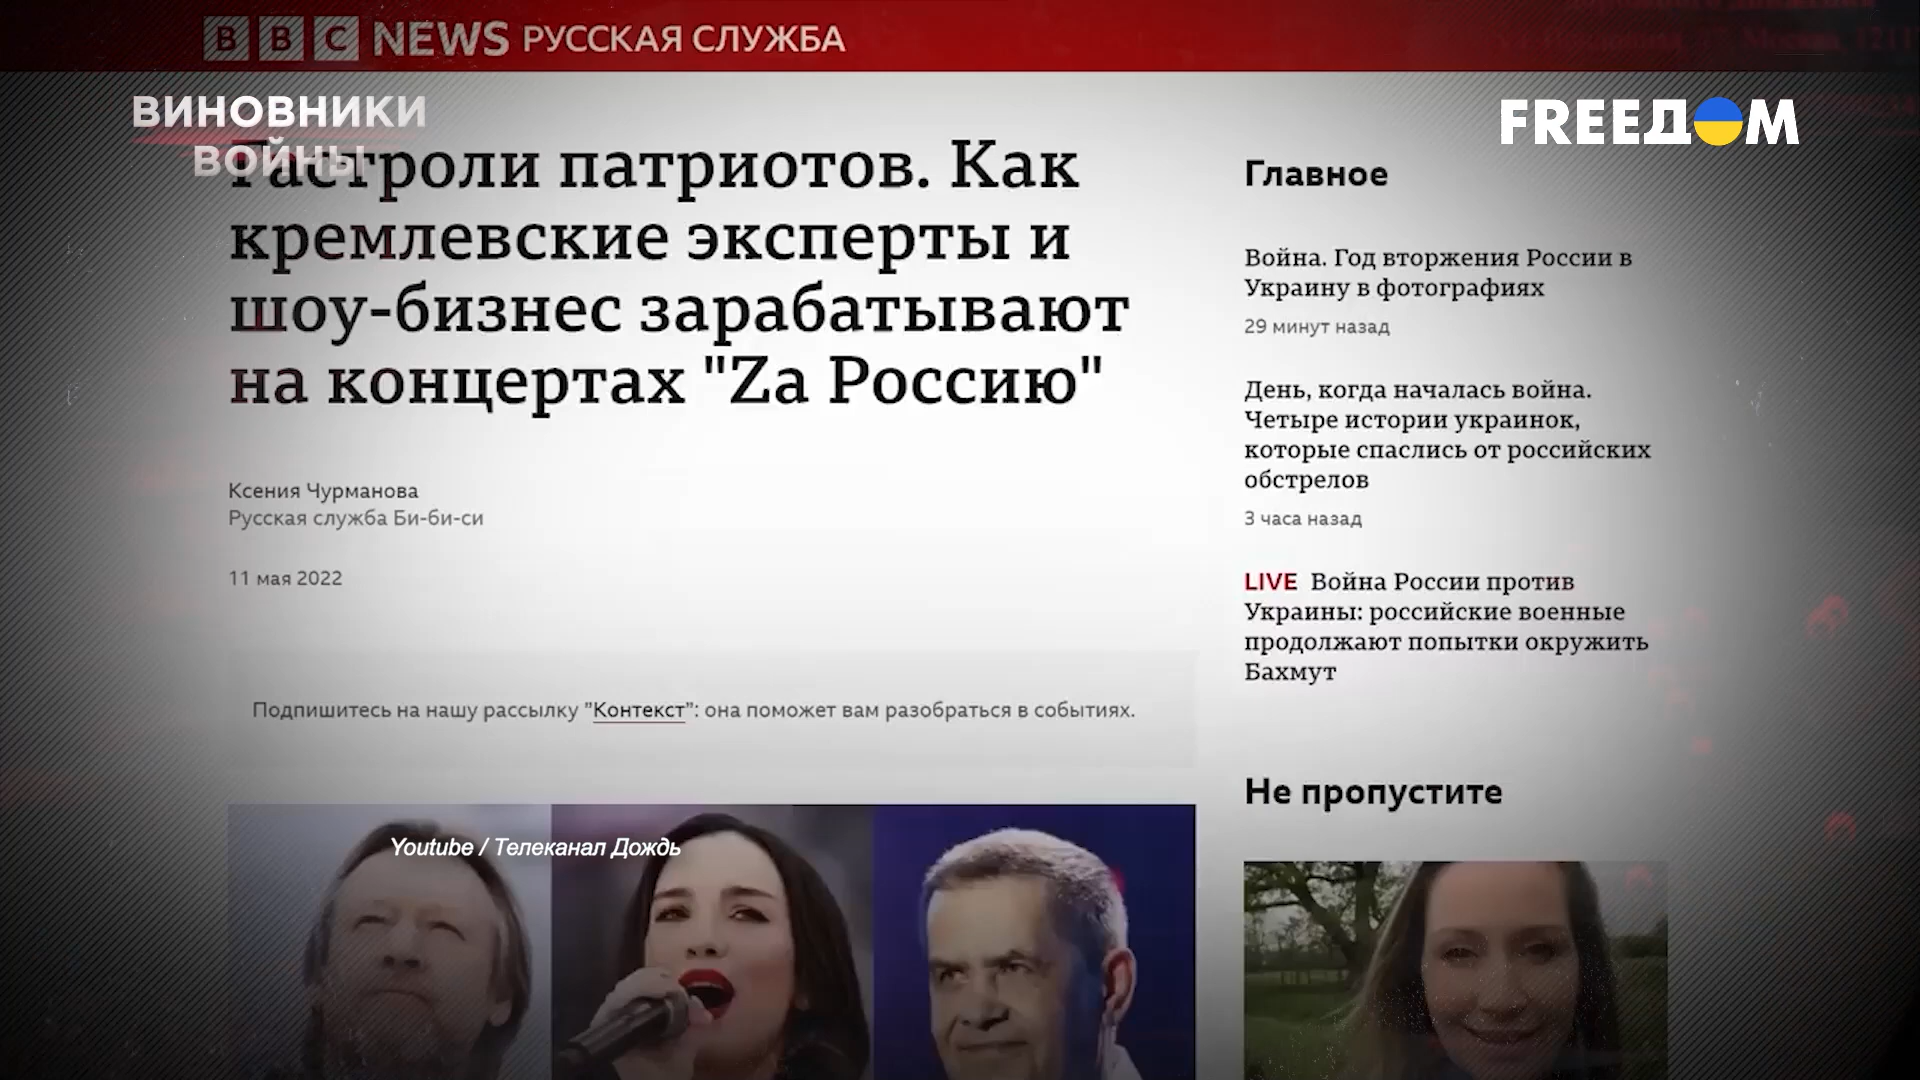 BBC NEWS РУССКАЯ СЛУЖБА
ВИНОВНИКИ
ВОЙНЫ
FREEДOM
Гастроли патриотов. Как
кремлевские эксперты и
шоу-бизнес зарабатывают
на концертах "Zа Россию"
Ксения Чурманова
Русская служба Би-би-си
11 мая 2022
Подпишитесь на нашу рассылку "Контекст": она поможет вам разобраться в событиях.
Youtube / Телеканал Дождь
Главное
Война. Год вторжения России в
Украину в фотографиях
29 минут назад
День, когда началась война.
Четыре истории украинок,
которые спаслись от российских
обстрелов
3 часа назад
LIVE Война России против
Украины: российские военные
продолжают попытки окружить
Бахмут
Не пропустите